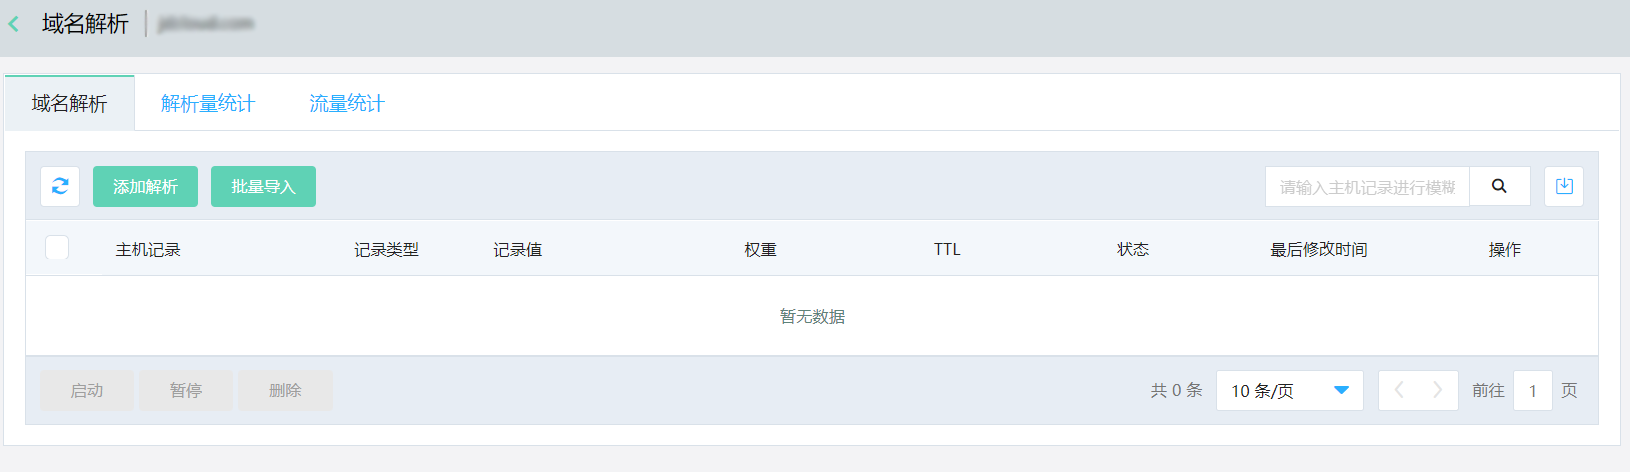 域名解析
域名解析 解析量统计 流量统计
添加解析 批量导入 请输入主机记录进行模糊
主机记录 记录类型 记录值 权重 TTL 状态 最后修改时间 操作
暂无数据
启动 暂停 删除 共 0 条 10 条/页 前往 1 页